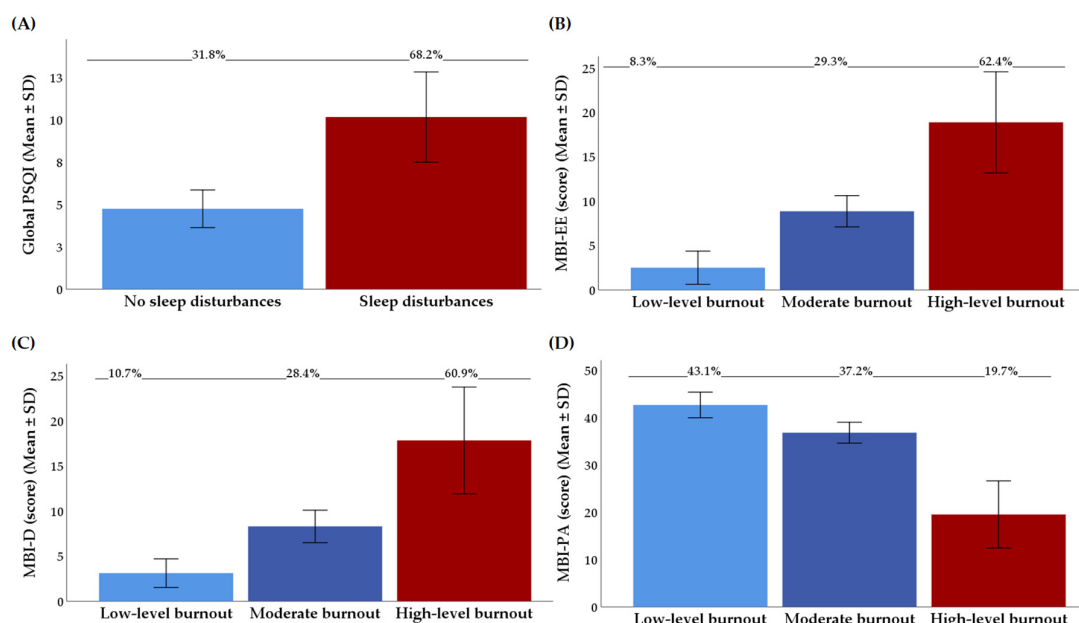 (A)
31.8% 68.2%
Global PSQI (Mean ± SD)
13
10
8
5
3
0
No sleep disturbances Sleep disturbances
(B)
8.3% 29.3% 62.4%
MBI-EE (score) (Mean ± SD)
25
20
15
10
5
0
Low-level burnout Moderate burnout High-level burnout
(C)
10.7% 28.4% 60.9%
MBI-D (score) (Mean ± SD)
25
20
15
10
5
0
Low-level burnout Moderate burnout High-level burnout
(D)
43.1% 37.2% 19.7%
MBI-PA (score) (Mean ± SD)
50
40
30
20
10
0
Low-level burnout Moderate burnout High-level burnout